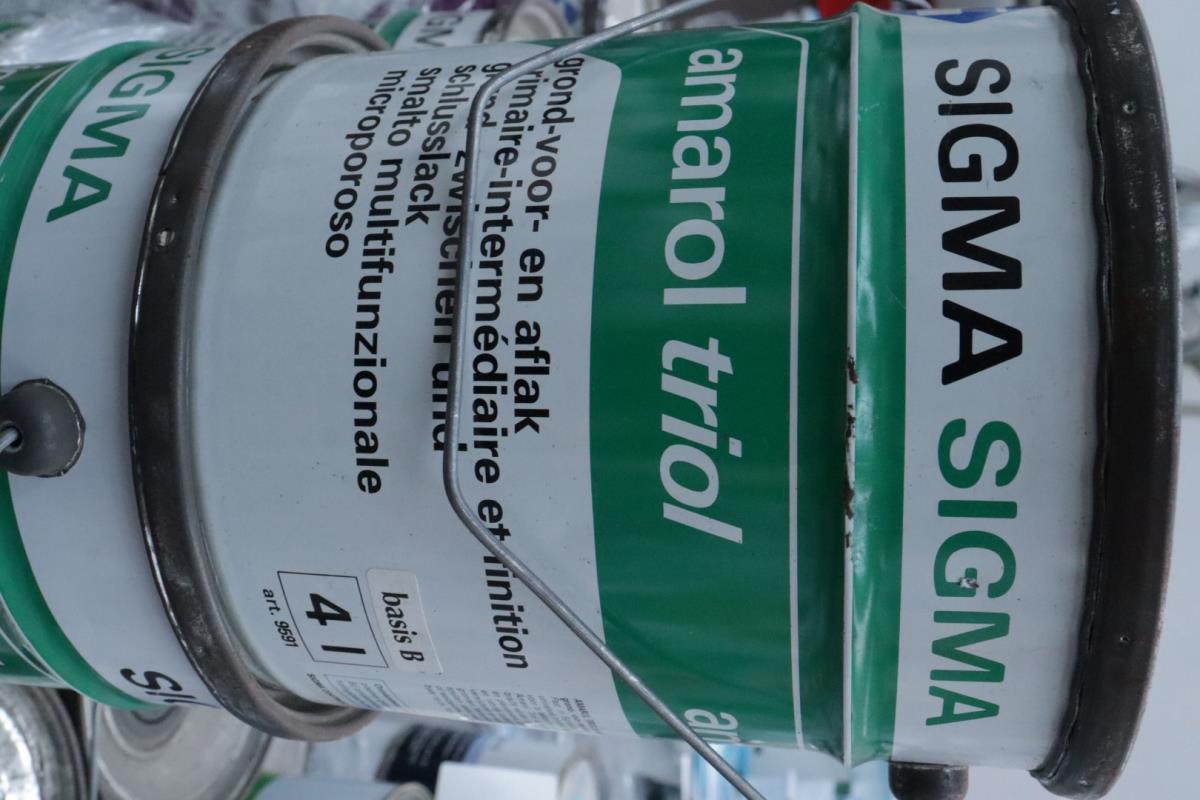 SIGMA SIGMA
amarol triol
grond-voor- en aflak
primaire-intermédiaire et finition
grund-zwischen und
schlusslack
smalto multifunzionale
microporoso
basis B
4 l
art. 9591
SIGMA